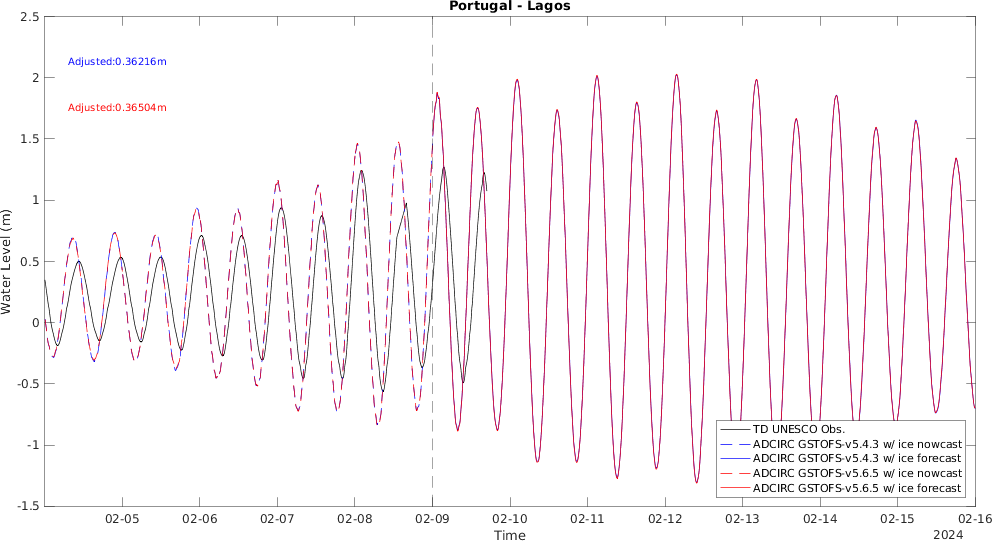 Portugal - Lagos
2.5
2
1.5
1
0.5
0
-0.5
-1
-1.5
Water Level (m)
Adjusted:0.36216m
Adjusted:0.36504m
TD UNESCO Obs.
ADCIRC GSTOFS-v5.4.3 w/ ice nowcast
ADCIRC GSTOFS-v5.4.3 w/ ice forecast
ADCIRC GSTOFS-v5.6.5 w/ ice nowcast
ADCIRC GSTOFS-v5.6.5 w/ ice forecast
02-05 02-06 02-07 02-08 02-09 02-10 02-11 02-12 02-13 02-14 02-15 02-16
Time
2024